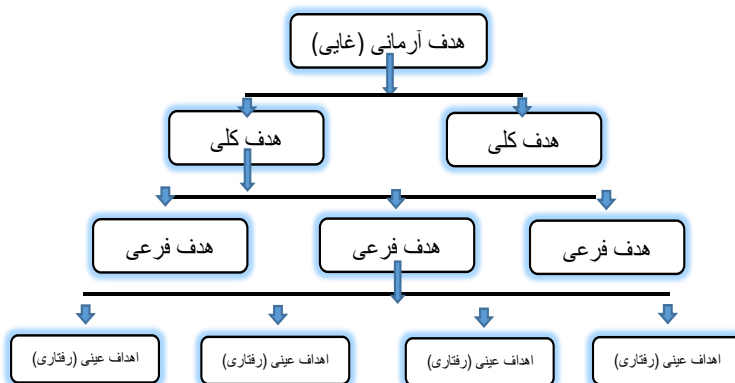 هدف آرمانی (غایی)
هدف کلی
هدف کلی
هدف فرعی
هدف فرعی
هدف فرعی
اهداف عینی (رفتاری)
اهداف عینی (رفتاری)
اهداف عینی (رفتاری)
اهداف عینی (رفتاری)